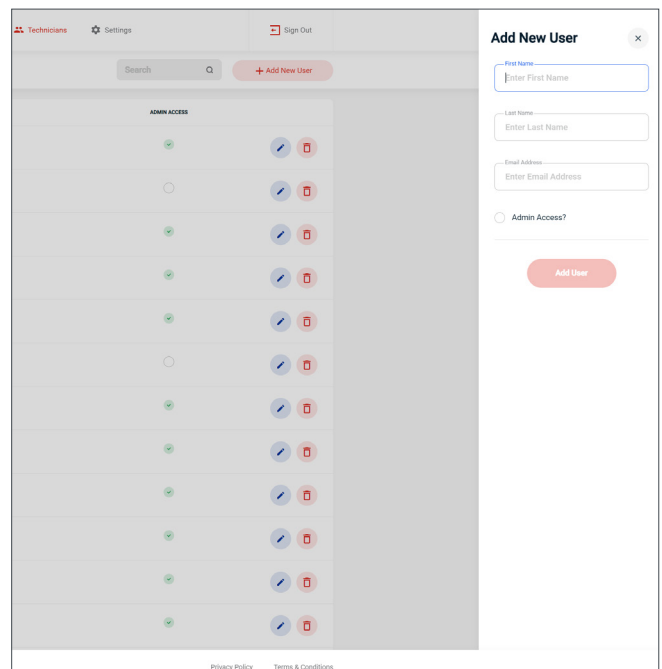 Technicians Settings Sign Out
Search + Add New User
ADMIN ACCESS
Add New User
First Name
Enter First Name
Last Name
Enter Last Name
Email Address
Enter Email Address
Admin Access?
Add User
Privacy Policy Terms & Conditions